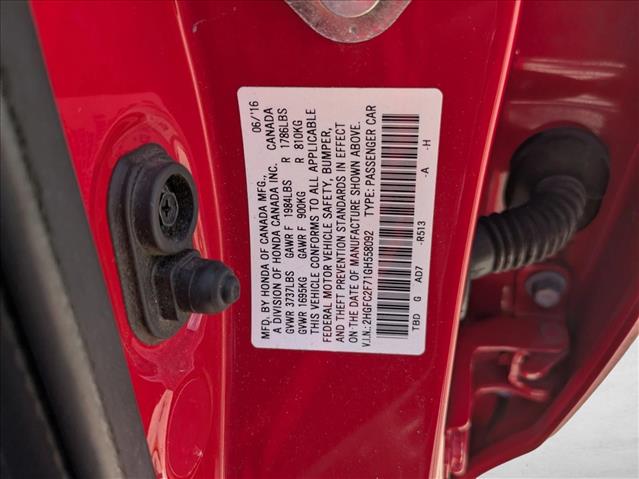 MFD. BY HONDA OF CANADA MFG., 06/'16
A DIVISION OF HONDA CANADA INC. CANADA
GVWR 3737LBS GAWR F 1984LBS R 1786LBS
GVWR 1695KG GAWR F 900KG R 810KG
THIS VEHICLE CONFORMS TO ALL APPLICABLE
FEDERAL MOTOR VEHICLE SAFETY, BUMPER,
AND THEFT PREVENTION STANDARDS IN EFFECT
ON THE DATE OF MANUFACTURE SHOWN ABOVE.
V.I.N.: 2HGFC2F71GH558092 TYPE: PASSENGER CAR
TBD G AD7 -R513 -A -H